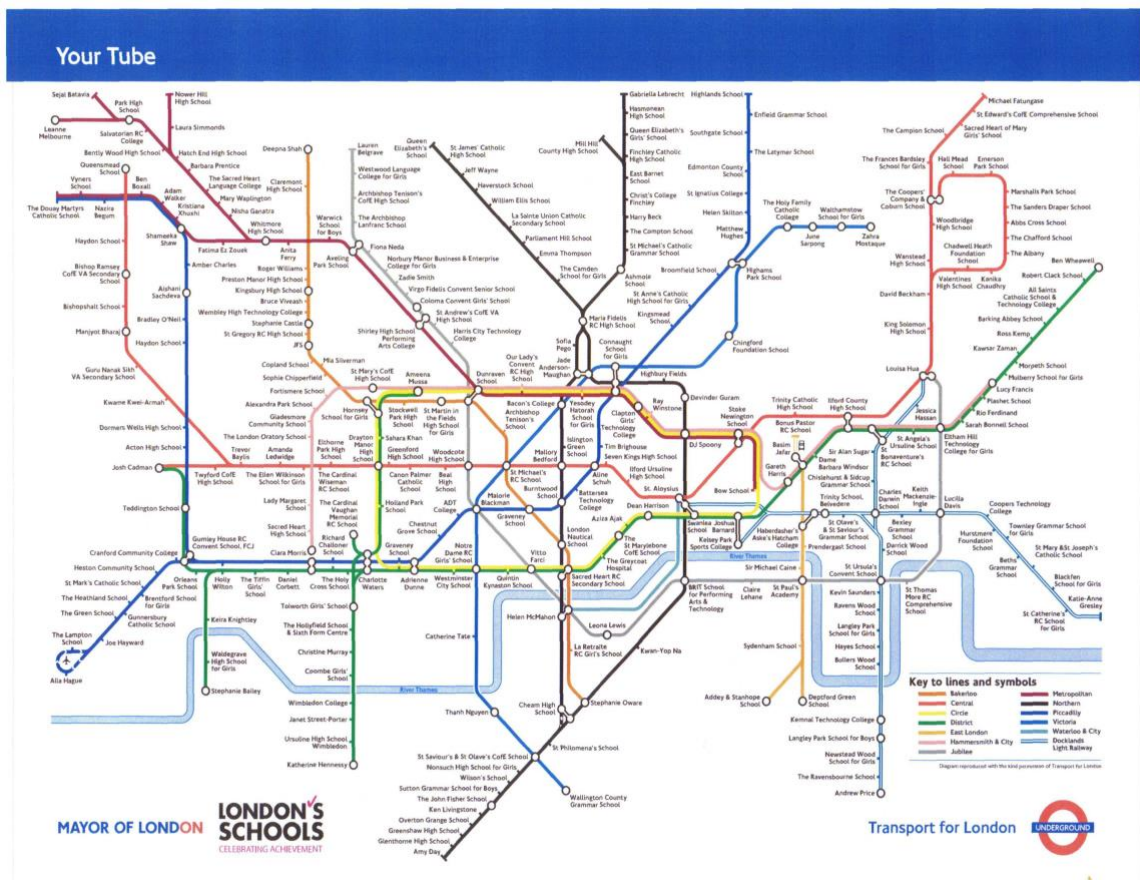 Your Tube
Sejal Batavia
Park High
School
Nower Hill
High School
Leanne
Melbourne
Salvatorian RC
College
Laura Simmonds
Bently Wood High School
Hatch End High School
Queensmead
School
Barbara Prentice
Vyners
School
Ben
Boxall
Adam
Walker
The Sacred Heart
Language College
The Douay Martyrs
Catholic School
Nazira
Begum
Kristiana
Xhushi
Mary Waplington
Nisha Ganatra
Shameeka
Shaw
Whitmore
High School
Fatima Ez Zouek
Anita
Ferry
Haydon School
Amber Charles
Bishop Ramsey
CofE VA Secondary
School
Aishani
Sachdeva
Bishopshalt School
Bradley O'Neil
Manjyot Bharaj
Haydon School
Guru Nanak Sikh
VA Secondary School
Kwame Kwei-Armah
Dormers Wells High School
Acton High School
Josh Cadman
Teddington School
Cranford Community College
Heston Community School
Deepna Shah
Claremont
High School
Warwick
School
for Boys
Roger Williams
Preston Manor High School
Kingsbury High School
Bruce Viveash
Wembley High Technology College
Stephanie Castle
St Gregory RC High School
JFS
Copland School
Mia Silverman
Sophie Chipperfield
Fortismere School
Alexandra Park School
Gladesmore
Community School
The London Oratory School
Trevor
Baylis
Amanda
Ledwidge
Twyford CofE
High School
The Ellen Wilkinson
School for Girls
Lauren
Belgrave
Westwood Language
College for Girls
Archbishop Tenison's
CofE High School
The Archbishop
Lanfranc School
Fiona Neda
Aveling
Park School
Norbury Manor Business & Enterprise
College for Girls
Zadie Smith
Virgo Fidelis Convent Senior School
Coloma Convent Girls' School
St Andrew's CofE VA
High School
Shirley High School
Performing
Arts College
Harris City Technology
College
Queen
Elizabeth's
School
St James' Catholic
High School
Jeff Wayne
Haverstock School
William Ellis School
La Sainte Union Catholic
Secondary School
Parliament Hill School
Emma Thompson
The Camden
School for Girls
Mill Hill
County High School
Gabriella Lebrecht
Hasmonean
High School
Queen Elizabeth's
Girls' School
Finchley Catholic
High School
East Barnet
School
Christ's College
Finchley
Harry Beck
The Compton School
St Michael's Catholic
Grammar School
Ashmole
School
Maria Fidelis
RC High School
Sofia
Pego
Jade
Anderson-
Maughan
Connaught
School
for Girls
Highlands School
Enfield Grammar School
Southgate School
The Latymer School
Edmonton County
School
St Ignatius College
Helen Skilton
Matthew
Hughes
Broomfield School
Highams
Park School
St Anne's Catholic
High School for Girls
Kingsmead
School
The Holy Family
Catholic
College
Walthamstow
School for Girls
June
Sarpong
Zahra
Mostaque
Chingford
Foundation School
Michael Fatungase
St Edward's CofE Comprehensive School
The Campion School
Sacred Heart of Mary
Girls' School
The Frances Bardsley
School for Girls
Hall Mead
School
Emerson
Park School
The Coopers'
Company &
Coburn School
Marshalls Park School
The Sanders Draper School
Woodbridge
High School
Abbs Cross School
The Chafford School
Wanstead
High School
Chadwell Heath
Foundation
School
The Albany
Valentines
High School
Kanika
Chaudhry
Ben Whaewell
Robert Clack School
David Beckham
All Saints
Catholic School &
Technology College
Barking Abbey School
King Solomon
High School
Ross Kemp
Kawsar Zaman
Louise Hua
Morpeth School
Mulberry School for Girls
Lucy Francis
Plashet School
Rio Ferdinand
Sarah Bonnell School
Jessica
Hassan
Eltham Hill
Technology College
for Girls
St Mary's CofE
High School
Ameena
Mussa
Dunraven
School
Our Lady's
Convent
RC High
School
Highbury Fields
Devinder Guram
Hornsey
School for Girls
Stockwell
Park High
School
St Martin in
the Fields
High School
for Girls
Bacon's College
Archbishop
Tenison's
School
Yesodey
Hatorah
School
Clapton
Girls'
Technology
College
Ray
Winstone
Stoke
Newington
School
Trinity Catholic
High School
Ilford County
High School
Bonus Pastor
RC School
Elthorne
Park High
School
Drayton
Manor
High
School
Sahara Khan
Greenford
High School
Woodcote
High School
Mallory
Bedford
Islington
Green
School
Tim Brighouse
Seven Kings High School
DJ Spoony
Basim
Jafar
Gareth
Harris
Sir Alan Sugar
Dame
Barbara Windsor
St Angela's
Ursuline
School
St
Bonaventure's
RC School
The Cardinal
Wiseman
RC School
Canon Palmer
Catholic
School
Beal
High
School
St Michael's
RC School
Burntwood
School
Aline
Schuh
Ilford Ursuline
High School
St. Aloysius
Bow School
Chislehurst & Sidcup
Grammar School
Lady Margaret
School
The Cardinal
Vaughan
Memorial
RC School
Holland Park
School
ADT
College
Malorie
Blackman
Graveney
School
Battersea
Technology
College
Dean Harrison
Trinity School,
Belvedere
Charles
Darwin
School
Keith
Mackenzie-
Ingle
Lucilla
Davies
Coopers Technology
College
Sacred Heart
High School
Richard
Challoner
School
Chestnut
Grove School
London
Nautical
School
Aziza Ajak
Swanlea
School
Joshua
Barnard
Kelsey Park
Sports College
Haberdasher's
Aske's Hatcham
College
St Olave's
& St Saviour's
Grammar School
Bexley
Grammar
School
Townley Grammar
School
Prendergast School
Derrick Wood
School
Hurstmere
Foundation
School
St Mary &St Joseph's
Catholic School
Gumley House RC
Convent School, FCJ
Clara Morris
Graveney
School
Notre
Dame RC
Girls' School
Vitto
Farci
The
St Marylebone
CofE School
The Greycoat
Hospital
River Thames
Sir Michael Caine
St Ursula's
Convent School
Beths
Grammar
School
Blackfen
School for Girls
Katie-Anne
Gresley
St Catherine's
RC School
for Girls
Orleans
Park School
Holly
Wilton
The Tiffin
Girls'
School
Daniel
Corbett
The Holy
Cross School
Charlotte
Waters
Adrienne
Dunne
Westminster
City School
Quintin
Kynaston School
Sacred Heart RC
Secondary School
BRIT School
for Performing
Arts &
Technology
Claire
Lehane
St Paul's
Academy
Kevin Saunders
St Thomas
More RC
Comprehensive
School
St Mark's Catholic School
The Heathland School
Brentford School
for Girls
The Green School
Gunnersbury
Catholic School
Tolworth Girls' School
Helen McMahon
Ravens Wood
School
Keira Knightley
The Hollyfield School
& Sixth Form Centre
Catherine Tate
Leona Lewis
Langley Park
School for Girls
The Lampton
School
Joe Hayward
Waldegrave
High School
for Girls
Christine Murray
La Retraite
RC Girl's School
Kwan-Yop Na
Sydenham School
Hayes School
Bullers Wood
School
Alia Hague
Stephanie Bailey
Coombe Girls'
School
River Thames
Wimbledon College
Janet Street-Porter
Ursuline High School
Wimbledon
Katherine Hennessy
Thanh Nguyen
Cheam High
School
Stephanie Oware
Addey & Stanhope
School
Deptford Green
School
Kemnal Technology College
Langley Park School for Boys
Newstead Wood
School for Girls
The Ravensbourne School
Andrew Price
St Philomena's School
St Saviour's & St Olave's CofE School
Nonsuch High School for Girls
Wilson's School
Sutton Grammar School for Boys
The John Fisher School
Ken Livingstone
Overton Grange School
Greenshaw High School
Glenthorne High School
Amy Day
Wallington County
Grammar School
Key to lines and symbols
Bakerloo
Central
Circle
District
East London
Hammersmith & City
Jubilee
Metropolitan
Northern
Piccadilly
Victoria
Waterloo & City
Docklands
Light Railway
Diagram reproduced with the kind permission of Transport for London
MAYOR OF LONDON
LONDON'S
SCHOOLS
CELEBRATING ACHIEVEMENT
Transport for London
UNDERGROUND